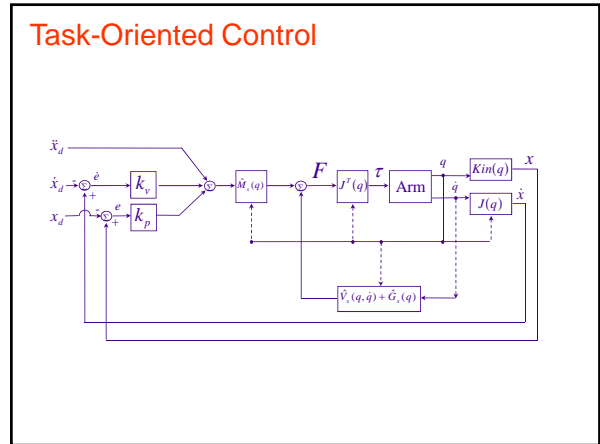 Task-Oriented Control
ẍ_d
ẋ_d - Σ + ė k_v
x_d - Σ + e k_p
Σ M̂_x(q) Σ F J^T(q) τ Arm
q Kin(q) x
q̇ J(q) ẋ
V̂_x(q, q̇) + Ĝ_x(q)